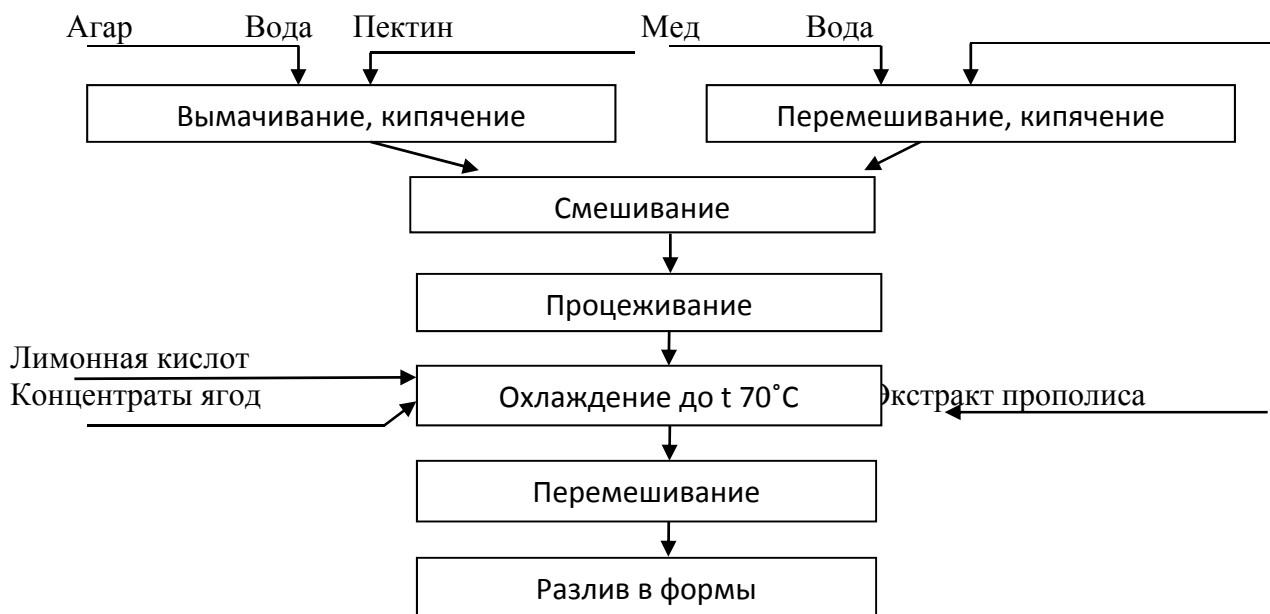 Агар Вода Пектин Мед Вода
Вымачивание, кипячение Перемешивание, кипячение
Смешивание
Процеживание
Лимонная кислот
Концентраты ягод Охлаждение до t 70˚С Экстракт прополиса
Перемешивание
Разлив в формы